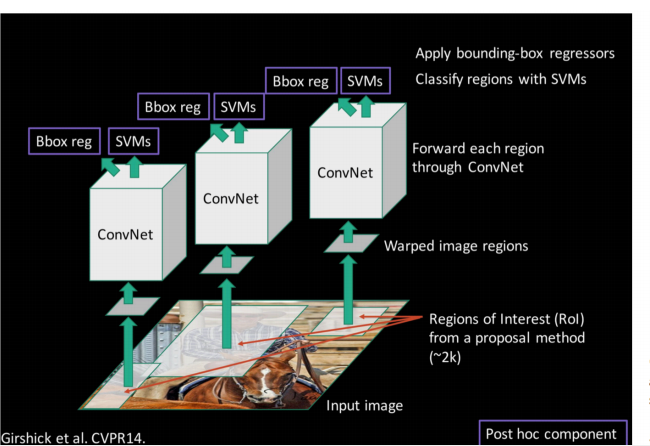 Apply bounding-box regressors
Bbox reg SVMs
Classify regions with SVMs
Bbox reg SVMs
Bbox reg SVMs
Forward each region
through ConvNet
ConvNet
ConvNet
ConvNet
Warped image regions
Regions of Interest (RoI)
from a proposal method
(~2k)
Input image
Girshick et al. CVPR14.
Post hoc component